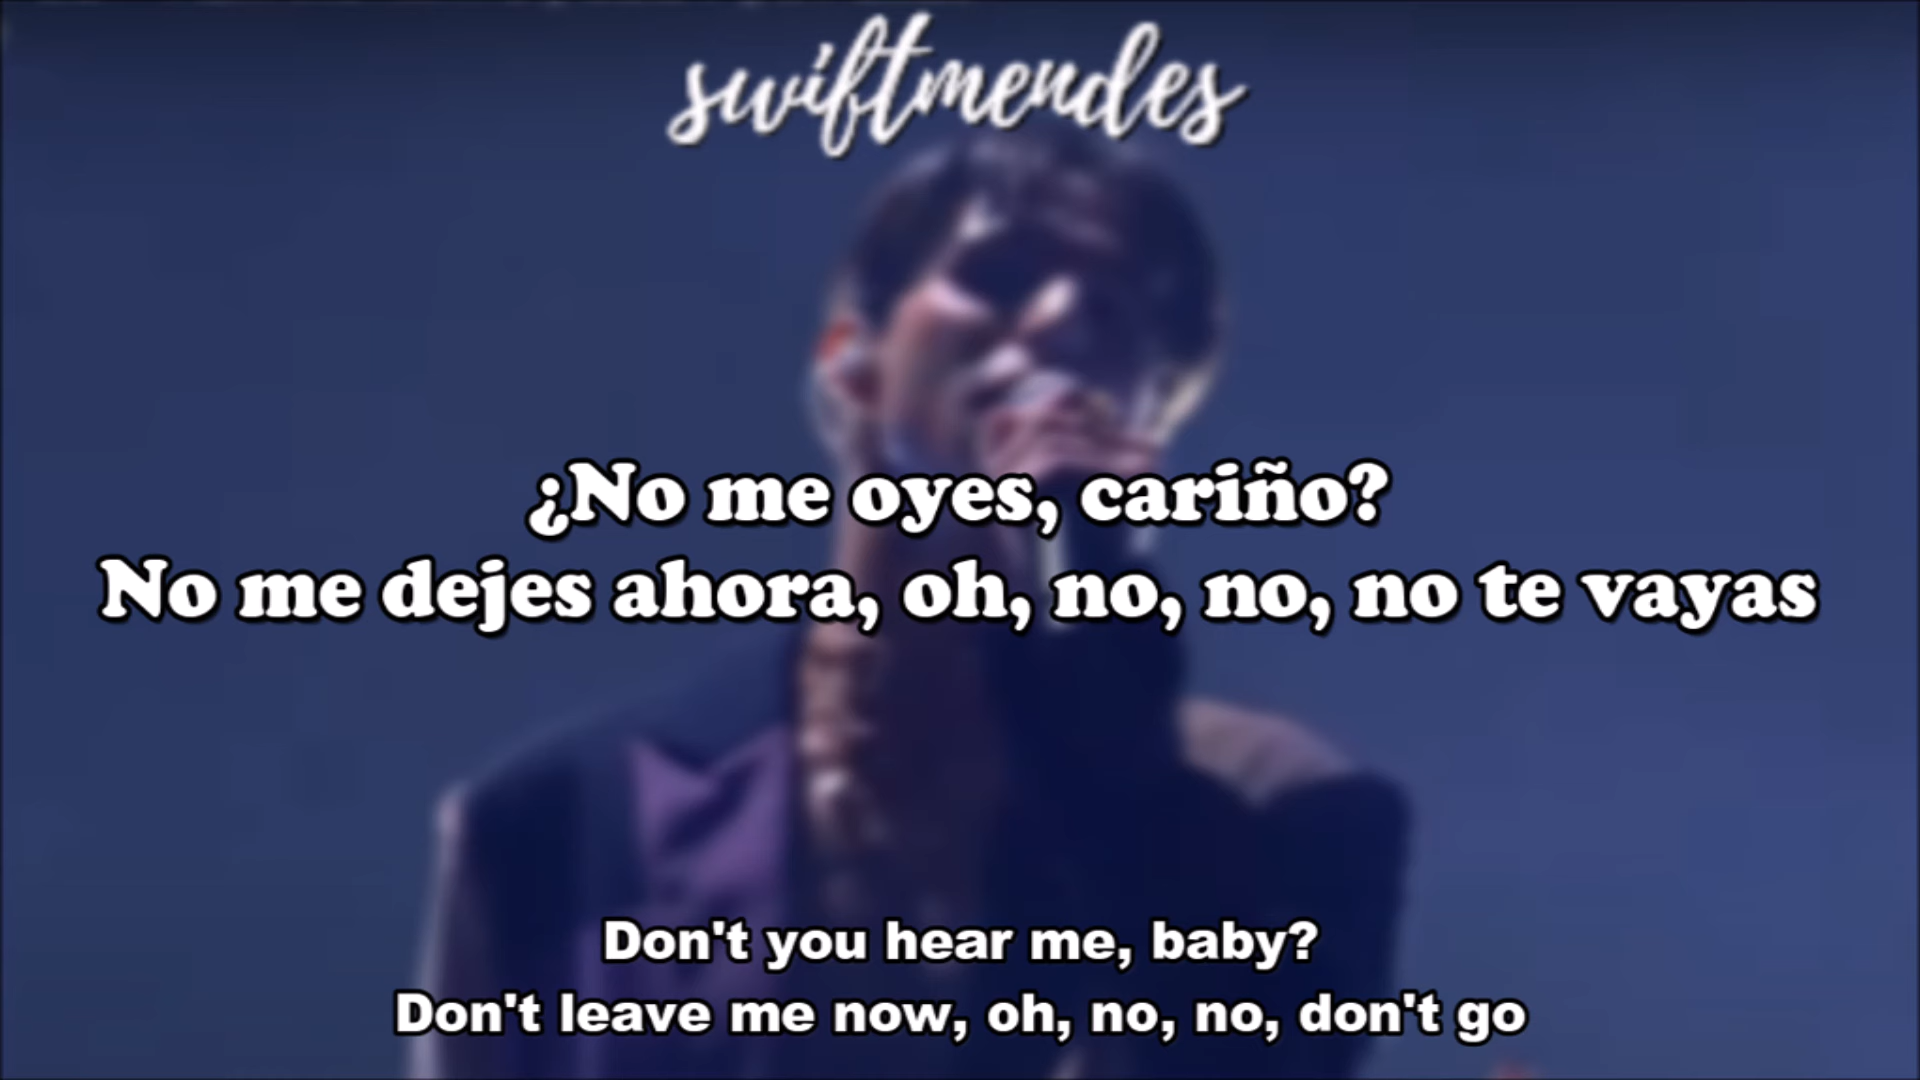 swiftmendes
¿No me oyes, cariño?
No me dejes ahora, oh, no, no, no te vayas
Don't you hear me, baby?
Don't leave me now, oh, no, no, don't go